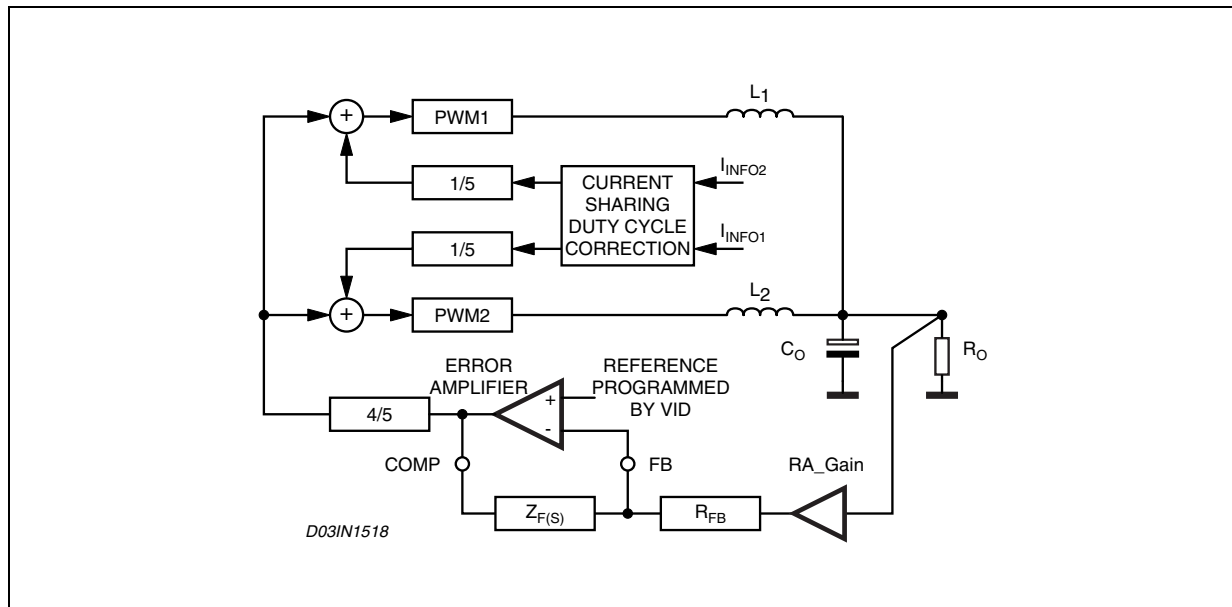 L1
PWM1
+
1/5
CURRENT
SHARING
DUTY CYCLE
CORRECTION
IINFO2
1/5
IINFO1
L2
+
PWM2
CO
RO
ERROR
AMPLIFIER
REFERENCE
PROGRAMMED
BY VID
4/5
+
-
COMP
FB
RA_Gain
ZF(S)
RFB
D03IN1518